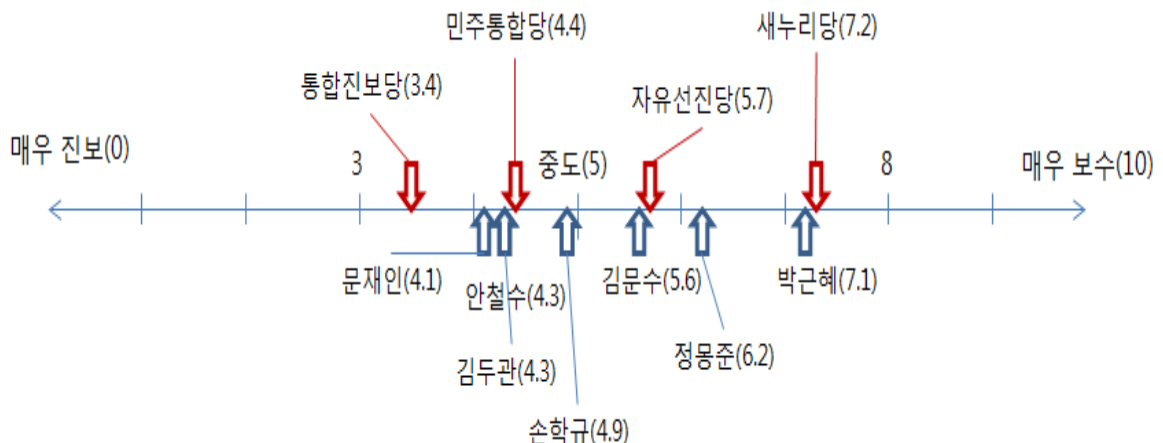 민주통합당(4.4)
새누리당(7.2)
통합진보당(3.4)
자유선진당(5.7)
매우 진보(0)
3
중도(5)
8
매우 보수(10)
문재인(4.1)
안철수(4.3)
김문수(5.6)
박근혜(7.1)
김두관(4.3)
정몽준(6.2)
손학규(4.9)